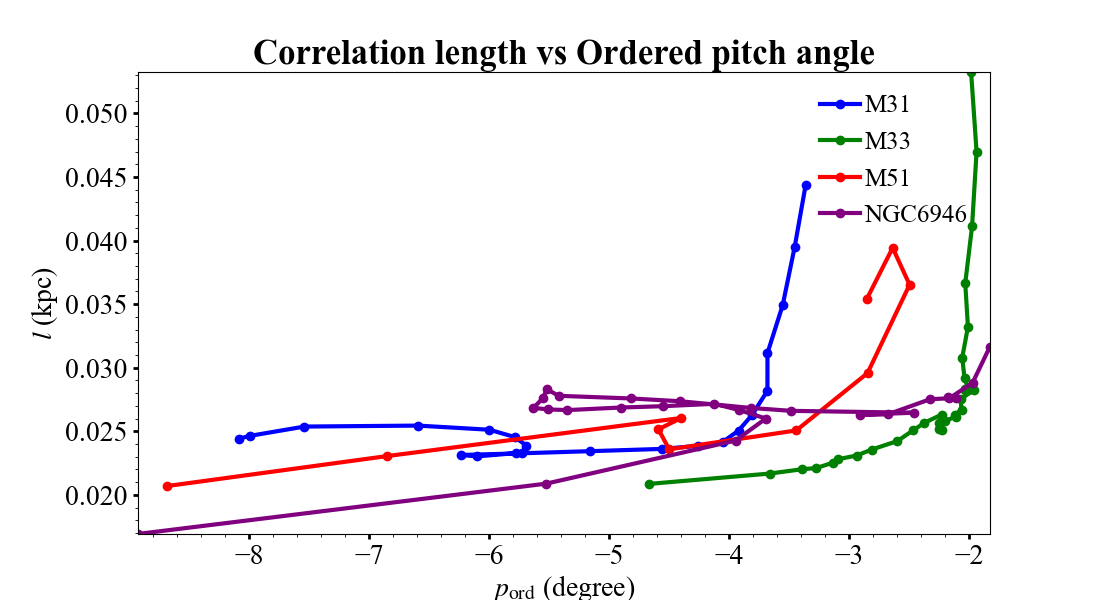 Correlation length vs Ordered pitch angle
0.050
0.045
0.040
0.035
0.030
0.025
0.020
l (kpc)
M31
M33
M51
NGC6946
−8 −7 −6 −5 −4 −3 −2
pord (degree)